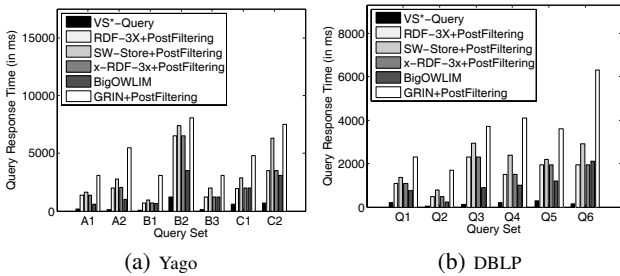 Query Response Time (in ms)
15000
10000
5000
0
VS*-Query
RDF-3X+PostFiltering
SW-Store+PostFiltering
x-RDF-3x+PostFiltering
BigOWLIM
GRIN+PostFiltering
A1 A2 B1 B2 B3 C1 C2
Query Set
(a) Yago
Query Response Time (in ms)
8000
6000
4000
2000
0
VS*-Query
RDF-3X+PostFiltering
SW-Store+PostFiltering
x-RDF-3x+PostFiltering
BigOWLIM
GRIN+PostFiltering
Q1 Q2 Q3 Q4 Q5 Q6
Query Set
(b) DBLP